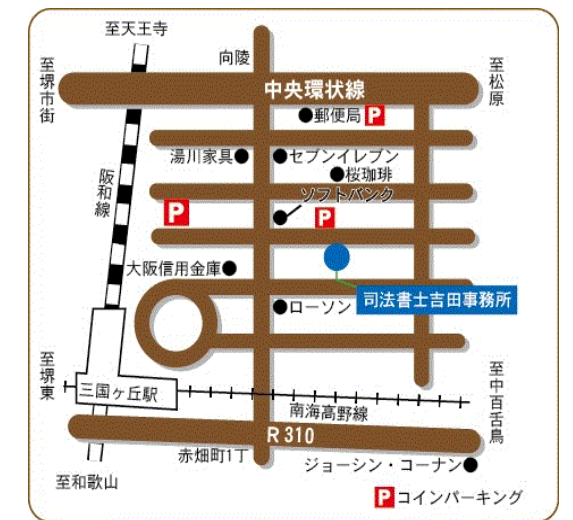 至天王寺
向陵
至堺市街
中央環状線
至松原
郵便局 P
湯川家具
セブンイレブン
桜珈琲
阪和線
ソフトバンク
P
P
大阪信用金庫
司法書士吉田事務所
ローソン
至堺東
三国ヶ丘駅
至中百舌鳥
南海高野線
R310
赤畑町1丁
ジョーシン・コーナン
至和歌山
P コインパーキング